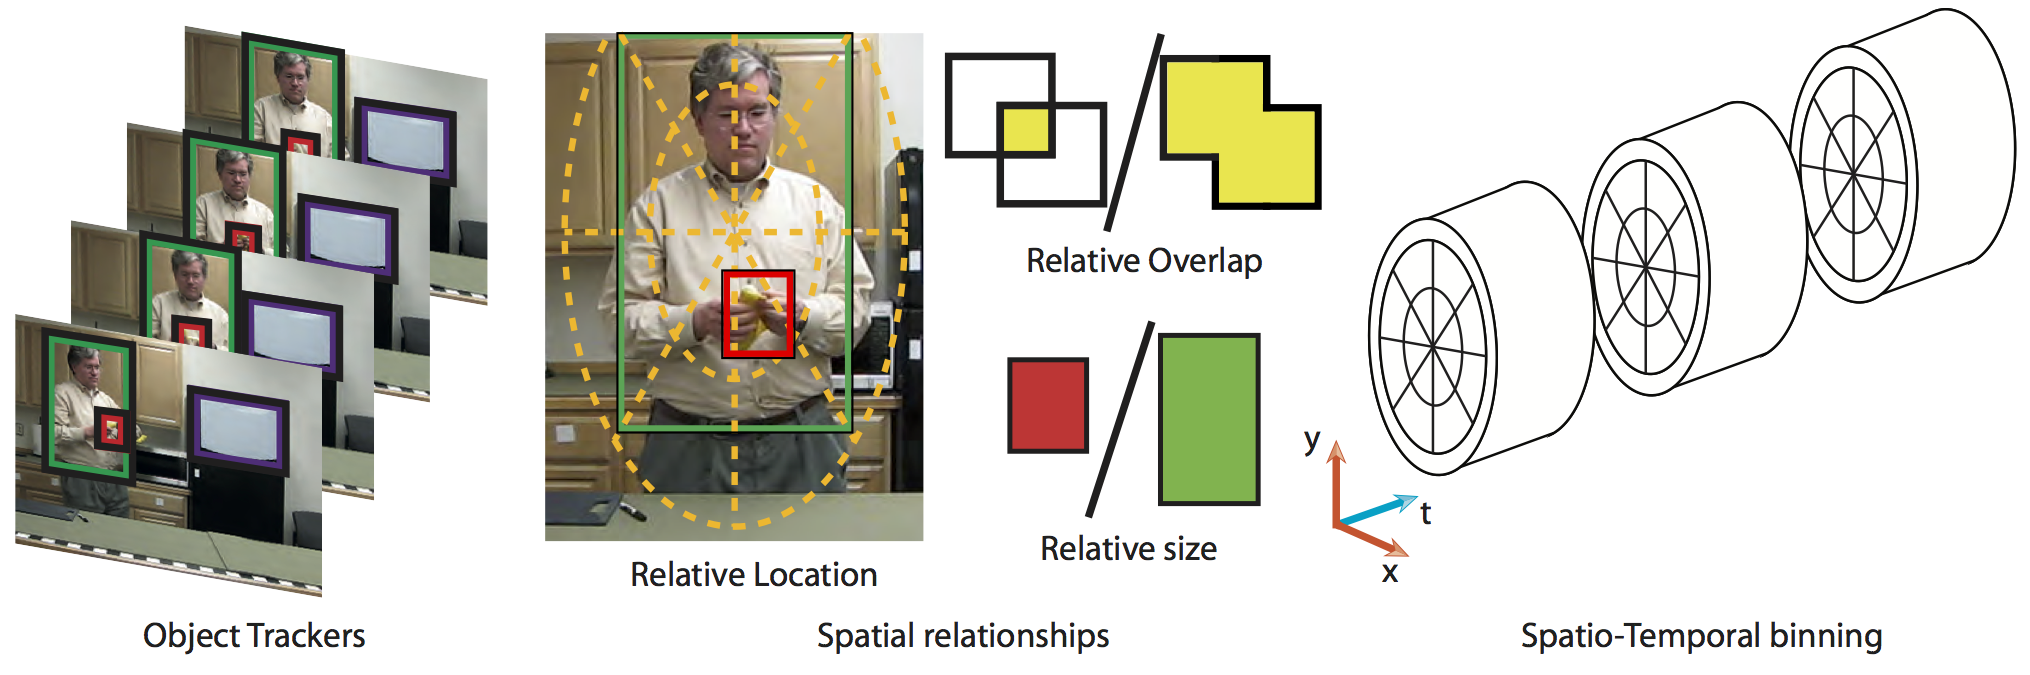 Relative Overlap
y
t
Relative size
x
Relative Location
Object Trackers
Spatial relationships
Spatio-Temporal binning